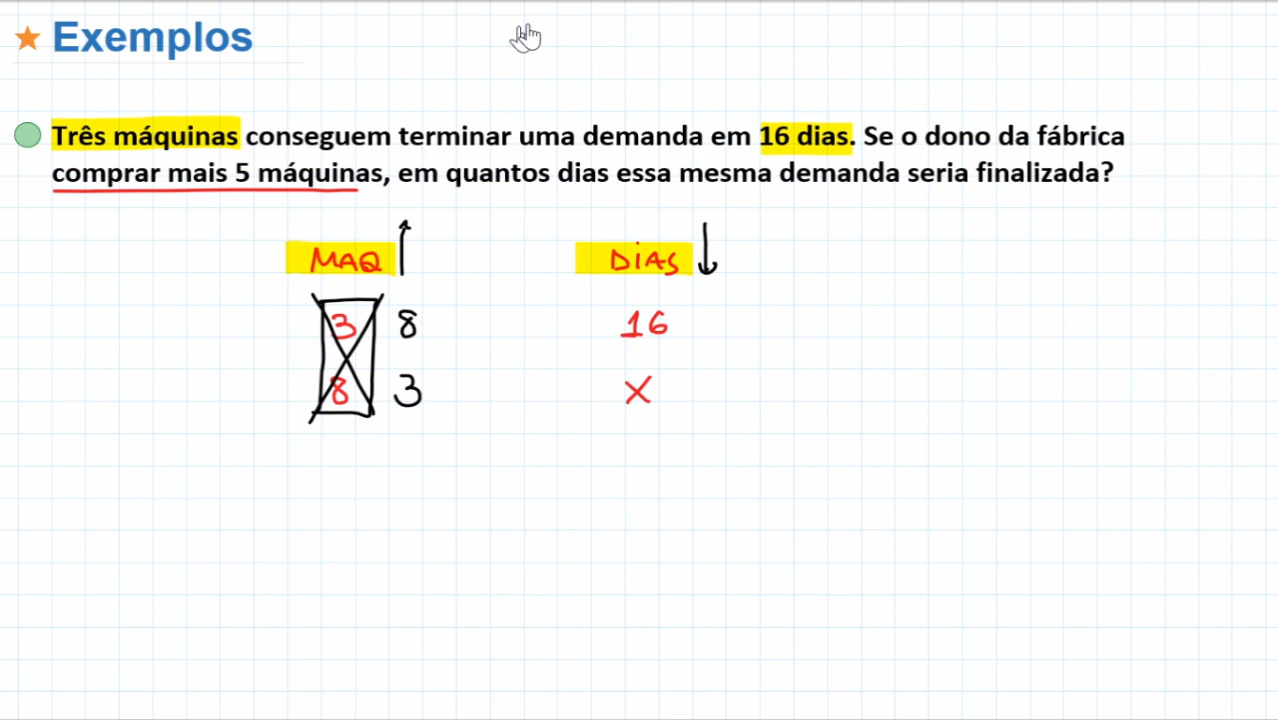 Exemplos
Três máquinas conseguem terminar uma demanda em 16 dias. Se o dono da fábrica
comprar mais 5 máquinas, em quantos dias essa mesma demanda seria finalizada?
MAQ DIAS
3 8 16
8 3 X